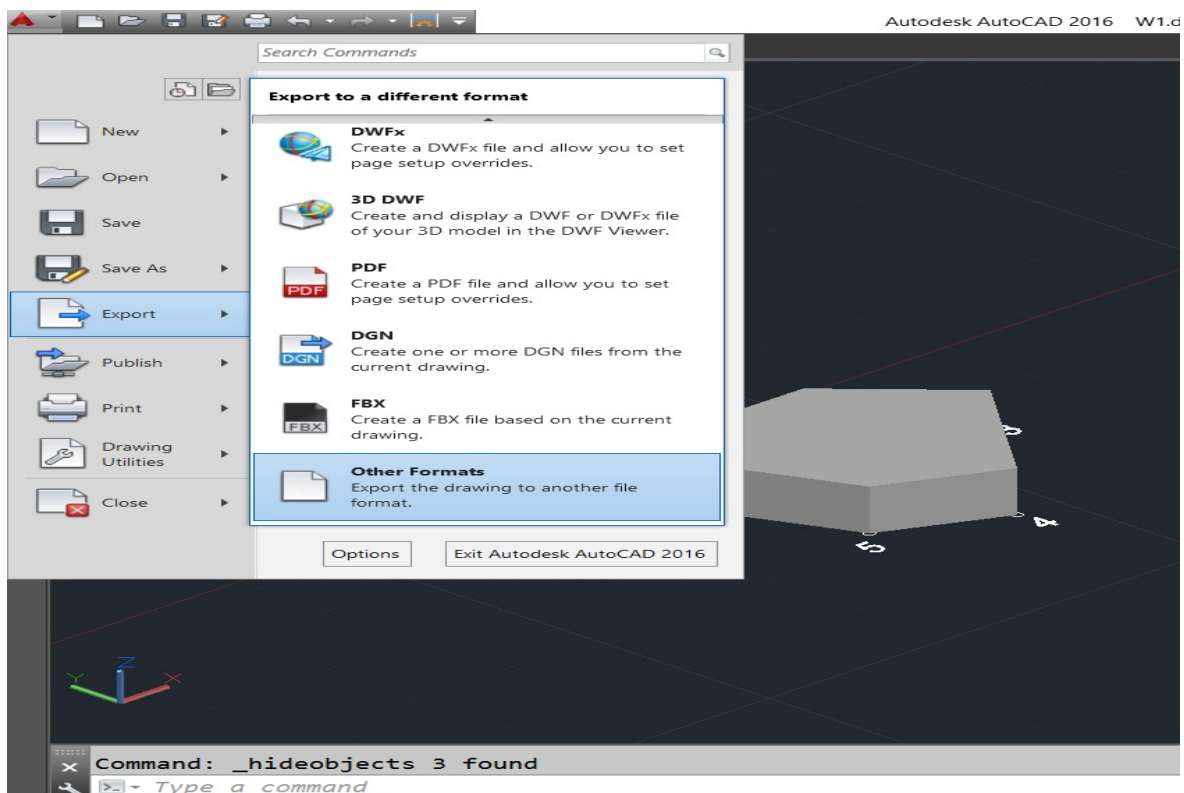 Autodesk AutoCAD 2016 W1.d
Search Commands
Export to a different format
New
Open
Save
Save As
Export
Publish
Print
Drawing
Utilities
Close
DWFx
Create a DWFx file and allow you to set
page setup overrides.
3D DWF
Create and display a DWF or DWFx file
of your 3D model in the DWF Viewer.
PDF
PDF
Create a PDF file and allow you to set
page setup overrides.
DGN
DGN
Create one or more DGN files from the
current drawing.
FBX
FBX
Create a FBX file based on the current
drawing.
Other Formats
Export the drawing to another file
format.
Options
Exit Autodesk AutoCAD 2016
4
5
Z
Y
X
Command: _hideobjects 3 found
Type a command